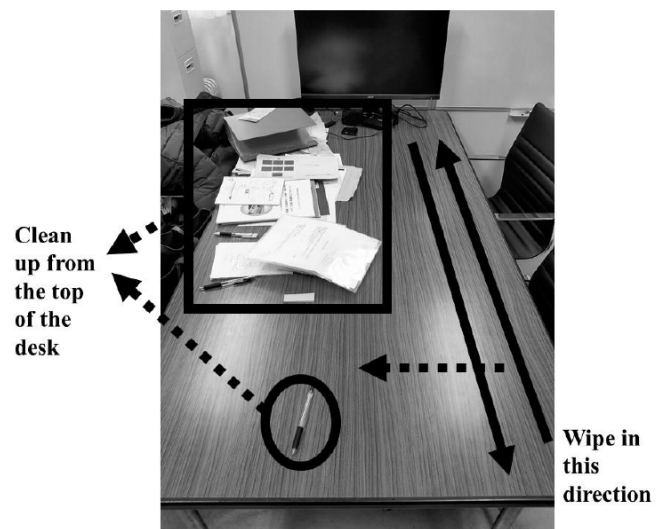 Clean
up from
the top
of the
desk
Wipe in
this
direction